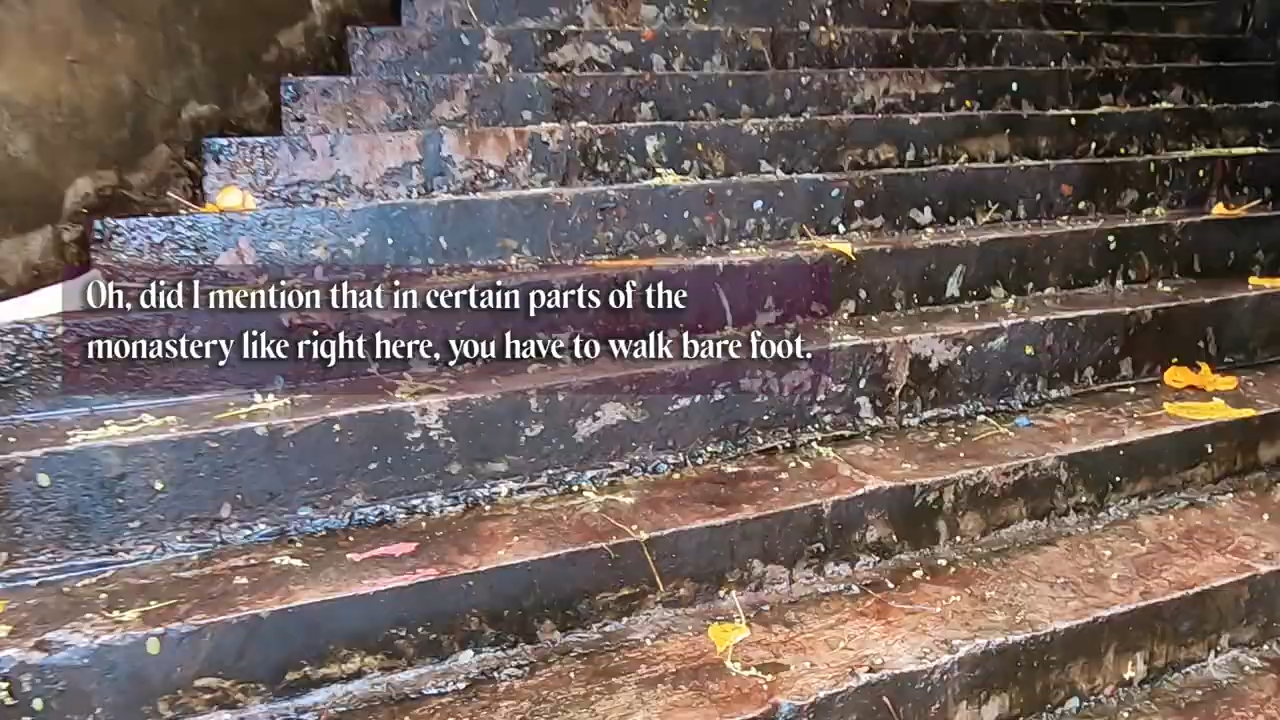 Oh, did I mention that in certain parts of the
monastery like right here, you have to walk bare foot.